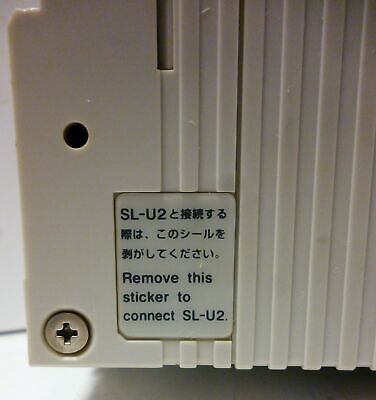 SL-U2と接続する
際は、このシールを
剥がしてください。
Remove this
sticker to
connect SL-U2.